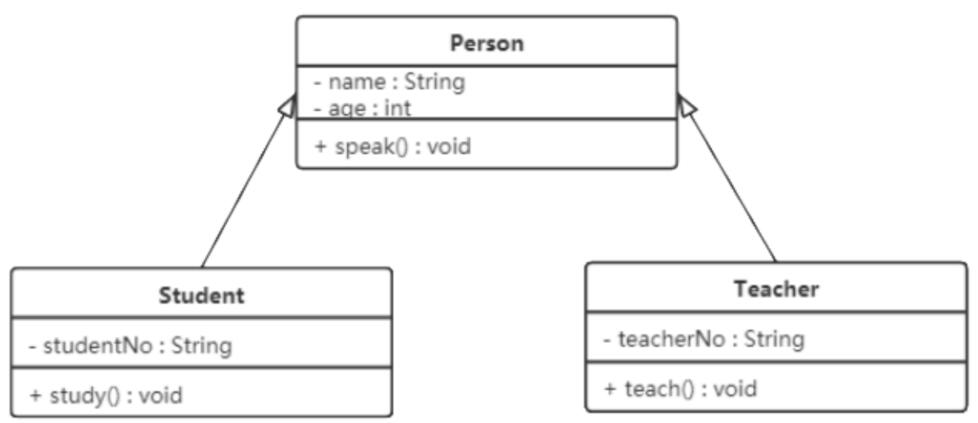 Person
- name : String
- age : int
+ speak() : void
Student
- studentNo : String
+ study() : void
Teacher
- teacherNo : String
+ teach() : void